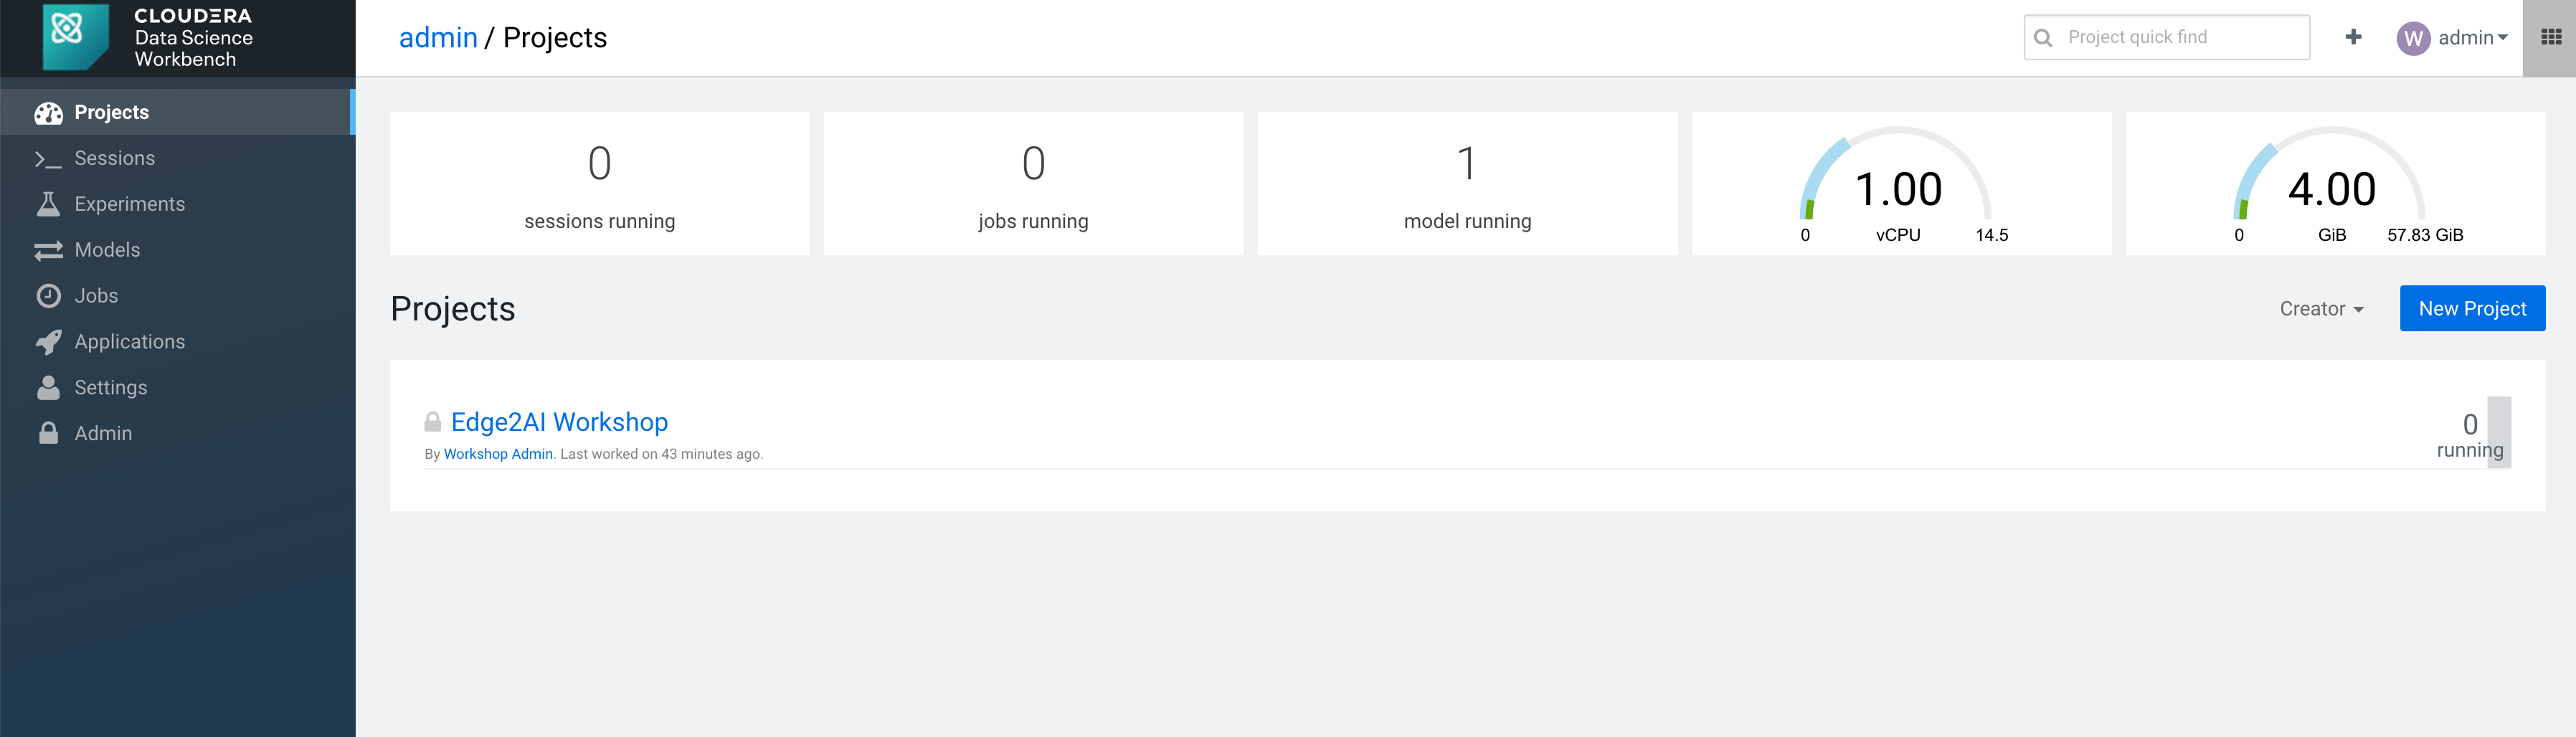 CLOUDERA
Data Science
Workbench
admin / Projects
Project quick find
W admin
Projects
Sessions
Experiments
Models
Jobs
Applications
Settings
Admin
0
sessions running
0
jobs running
1
model running
1.00
0 vCPU 14.5
4.00
0 GiB 57.83 GiB
Projects
Creator
New Project
Edge2AI Workshop
By Workshop Admin. Last worked on 43 minutes ago.
0
running